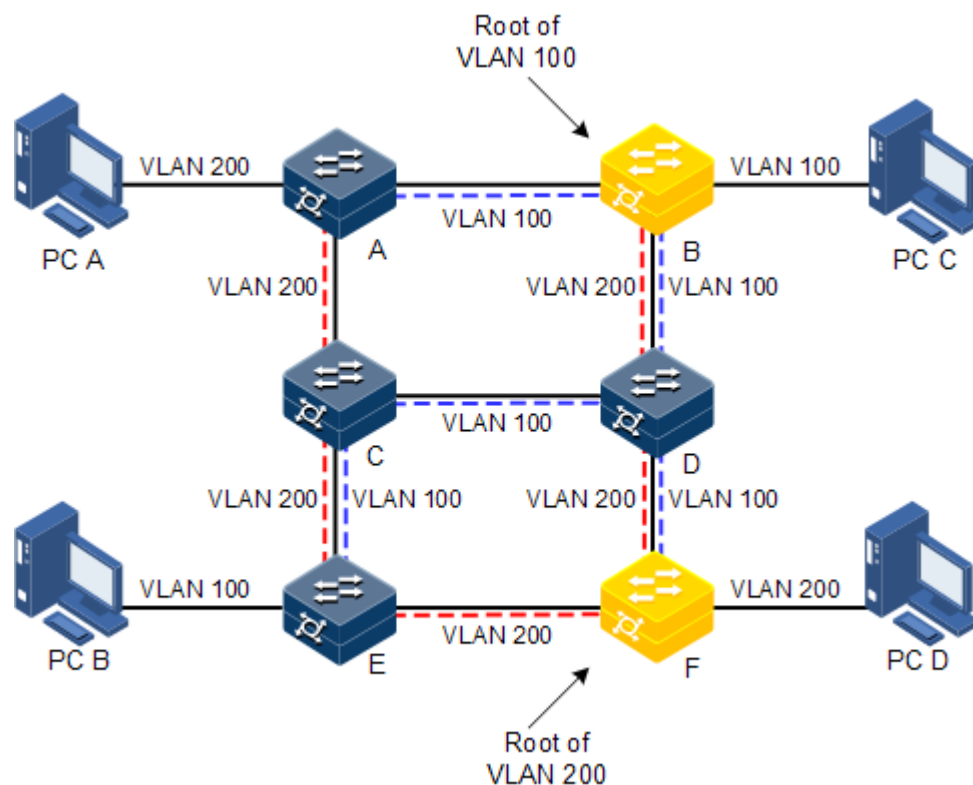 Root of
VLAN 100
VLAN 200
VLAN 100
VLAN 100
PC A
A
B
PC C
VLAN 200
VLAN 200
VLAN 100
VLAN 100
C
D
VLAN 200
VLAN 100
VLAN 200
VLAN 100
VLAN 100
VLAN 200
VLAN 200
PC B
E
F
PC D
Root of
VLAN 200